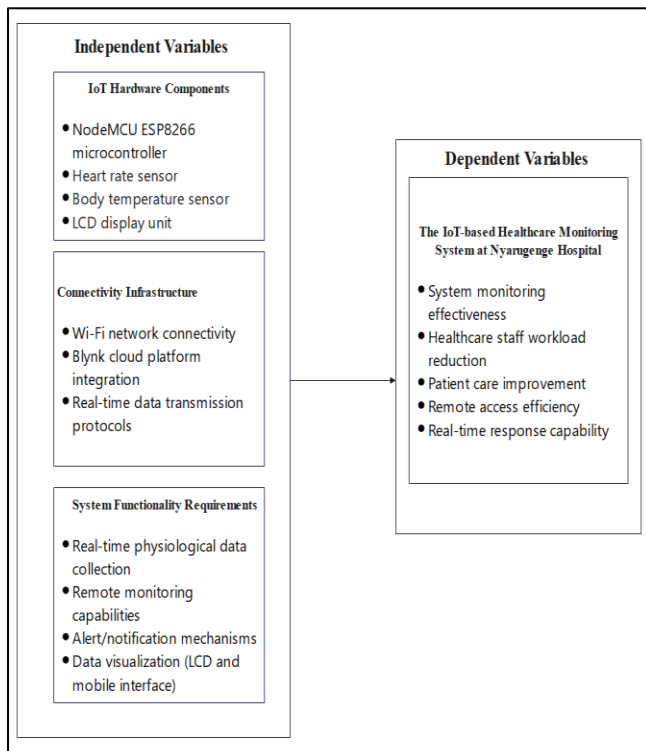 Independent Variables
IoT Hardware Components
● NodeMCU ESP8266
microcontroller
● Heart rate sensor
● Body temperature sensor
● LCD display unit
Connectivity Infrastructure
● Wi-Fi network connectivity
● Blynk cloud platform
integration
● Real-time data transmission
protocols
System Functionality Requirements
● Real-time physiological data
collection
● Remote monitoring
capabilities
● Alert/notification mechanisms
● Data visualization (LCD and
mobile interface)
Dependent Variables
The IoT-based Healthcare Monitoring
System at Nyarugenge Hospital
● System monitoring
effectiveness
● Healthcare staff workload
reduction
● Patient care improvement
● Remote access efficiency
● Real-time response capability